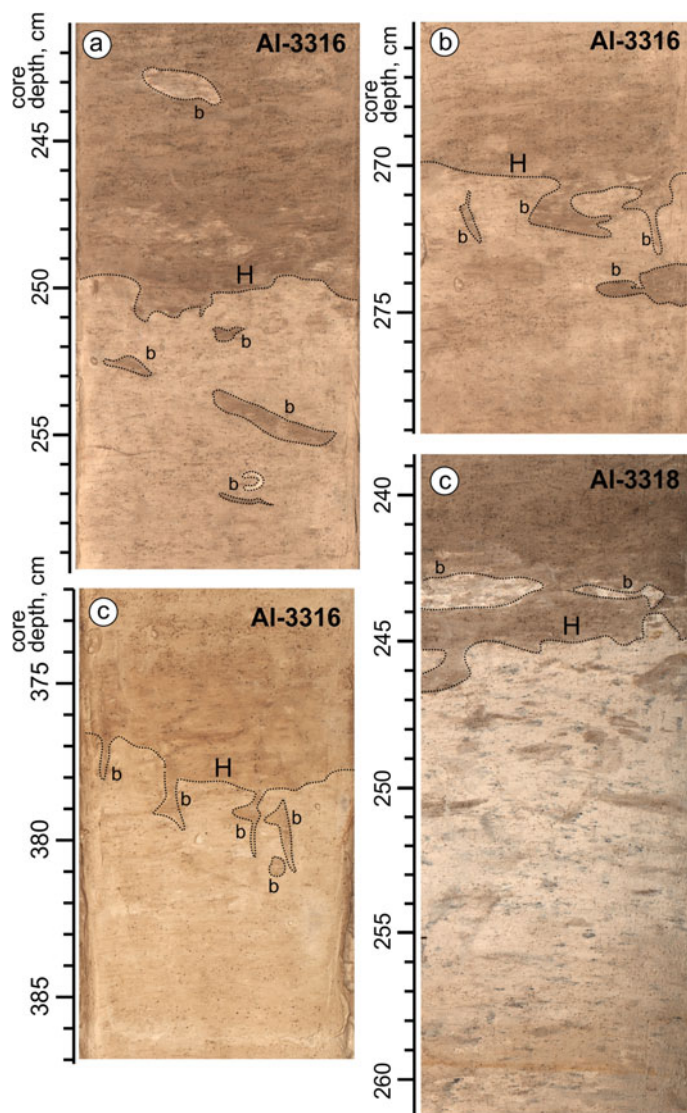 a AI-3316
core depth, cm
245
250
255
b
H
b
b
b
b
b AI-3316
core depth, cm
270
275
H
b
b
b
b
c AI-3316
core depth, cm
375
380
385
H
b
b
b
b
b
c AI-3318
240
245
250
255
260
b
b
H